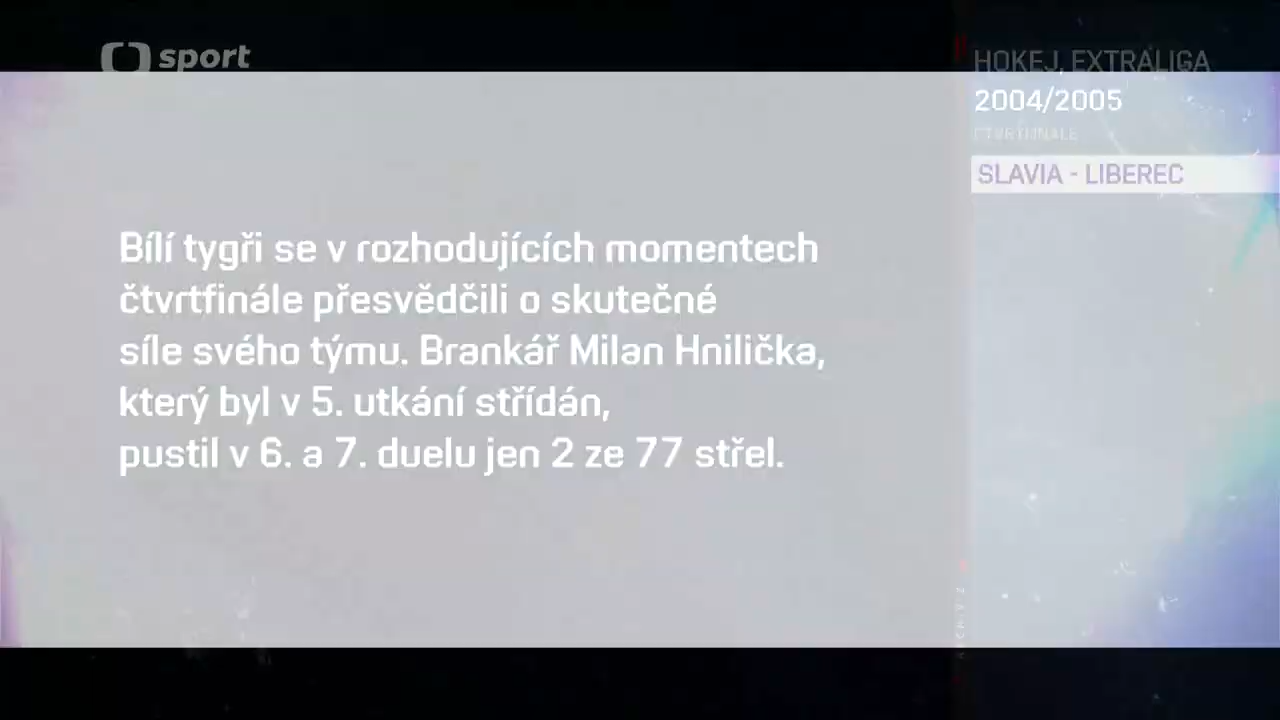 sport
HOKEJ, EXTRALIGA
2004/2005
ČTVRTFINÁLE
SLAVIA - LIBEREC
Bílí tygři se v rozhodujících momentech
čtvrtfinále přesvědčili o skutečné
síle svého týmu. Brankář Milan Hnilička,
který byl v 5. utkání střídán,
pustil v 6. a 7. duelu jen 2 ze 77 střel.